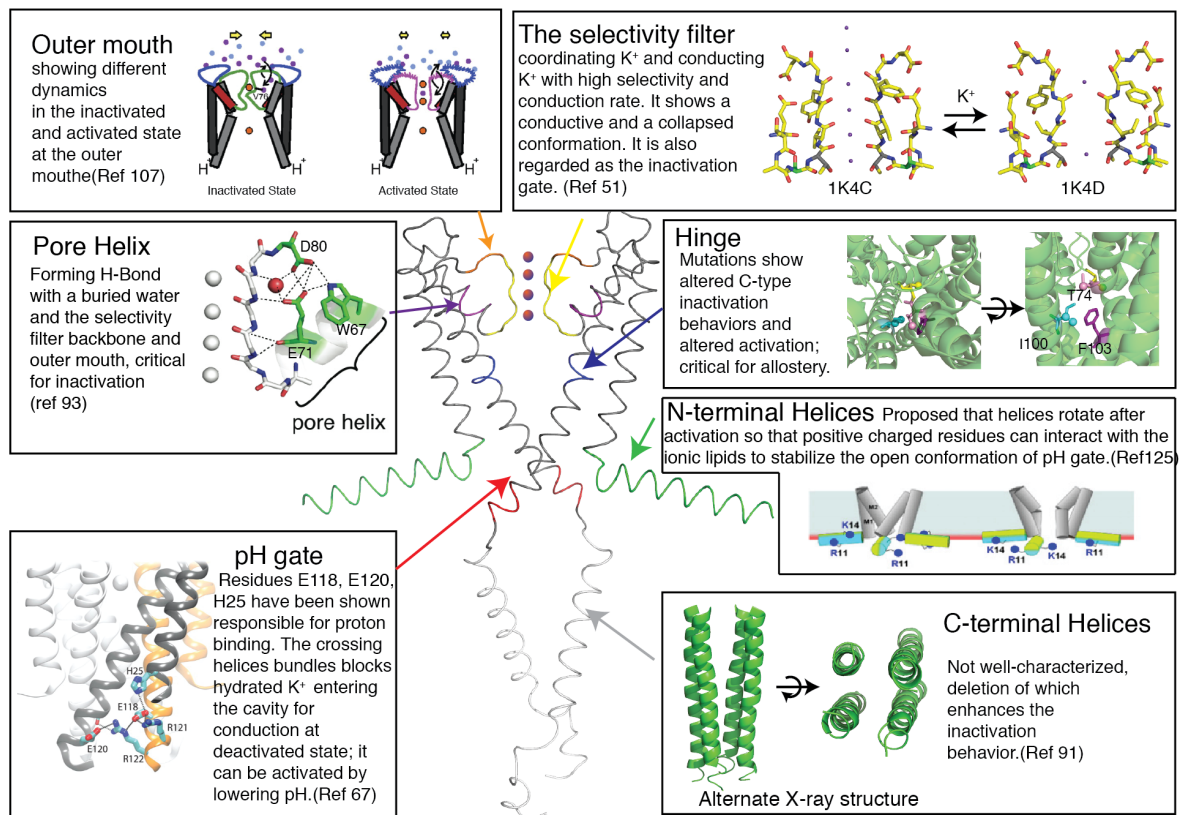 Outer mouth
showing different
dynamics
in the inactivated
and activated state
at the outer
mouthe(Ref 107)
V76
H
+
H
+
Inactivated State
H
+
H
+
Activated State
The selectivity filter
coordinating K+ and conducting
K+ with high selectivity and
conduction rate. It shows a
conductive and a collapsed
conformation. It is also
regarded as the inactivation
gate. (Ref 51)
K+
1K4C
1K4D
Pore Helix
Forming H-Bond
with a buried water
and the selectivity
filter backbone and
outer mouth, critical
for inactivation
(ref 93)
D80
W67
E71
pore helix
Hinge
Mutations show
altered C-type
inactivation
behaviors and
altered activation;
critical for allostery.
T74
I100
F103
N-terminal Helices Proposed that helices rotate after
activation so that positive charged residues can interact with the
ionic lipids to stabilize the open conformation of pH gate.(Ref125)
M2
M1
K14
R11
K14
R11
K14
R11
K14
R11
pH gate
Residues E118, E120,
H25 have been shown
responsible for proton
binding. The crossing
helices bundles blocks
hydrated K+ entering
the cavity for
conduction at
deactivated state; it
can be activated by
lowering pH.(Ref 67)
H25
E118
R121
E120
R122
C-terminal Helices
Not well-characterized,
deletion of which
enhances the
inactivation
behavior.(Ref 91)
Alternate X-ray structure